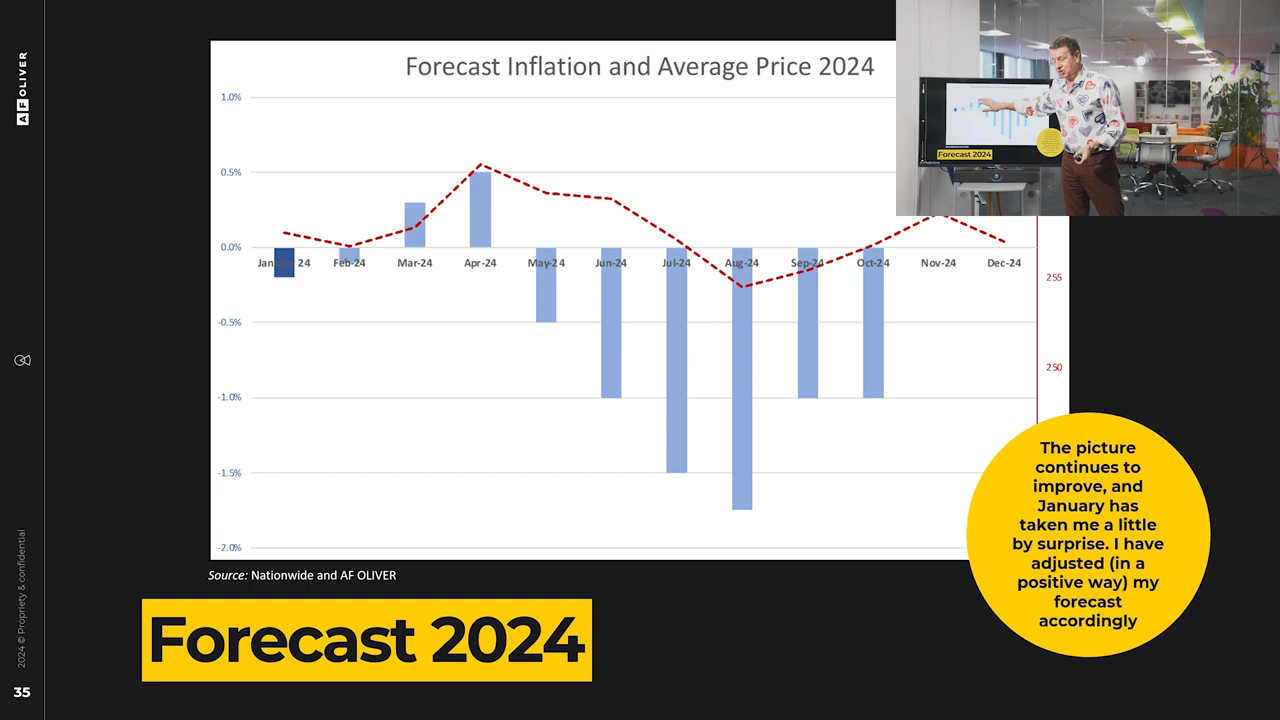 AF OLIVER
Forecast Inflation and Average Price 2024
1.0%
0.5%
0.0%
-0.5%
-1.0%
-1.5%
-2.0%
Feb-24
Mar-24
Apr-24
May-24
Jun-24
Jul-24
Aug-24
Sep-24
Oct-24
Nov-24
Dec-24
255
250
Forecast 2024
The picture
continues to
improve, and
January has
taken me a little
by surprise. I have
adjusted (in a
positive way) my
forecast
accordingly
Source: Nationwide and AF OLIVER
Forecast 2024
2024 © Propriety & confidential
35